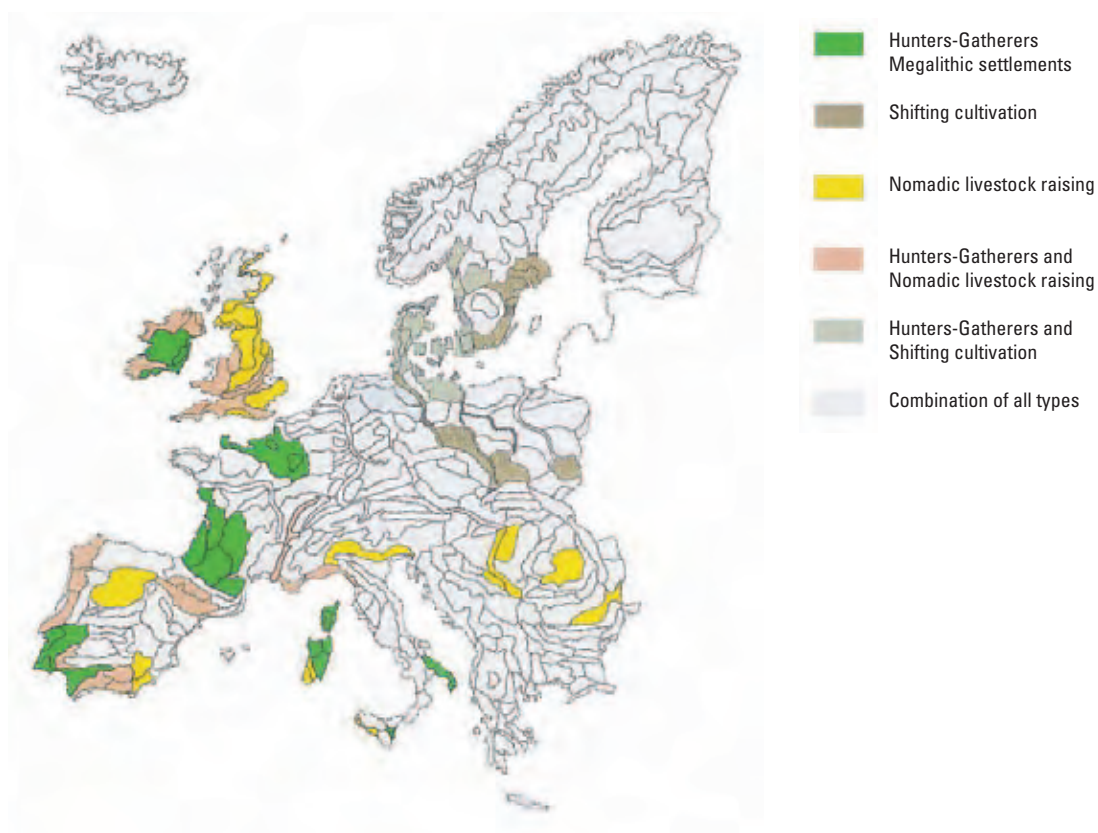 Hunters-Gatherers
Megalithic settlements
Shifting cultivation
Nomadic livestock raising
Hunters-Gatherers and
Nomadic livestock raising
Hunters-Gatherers and
Shifting cultivation
Combination of all types